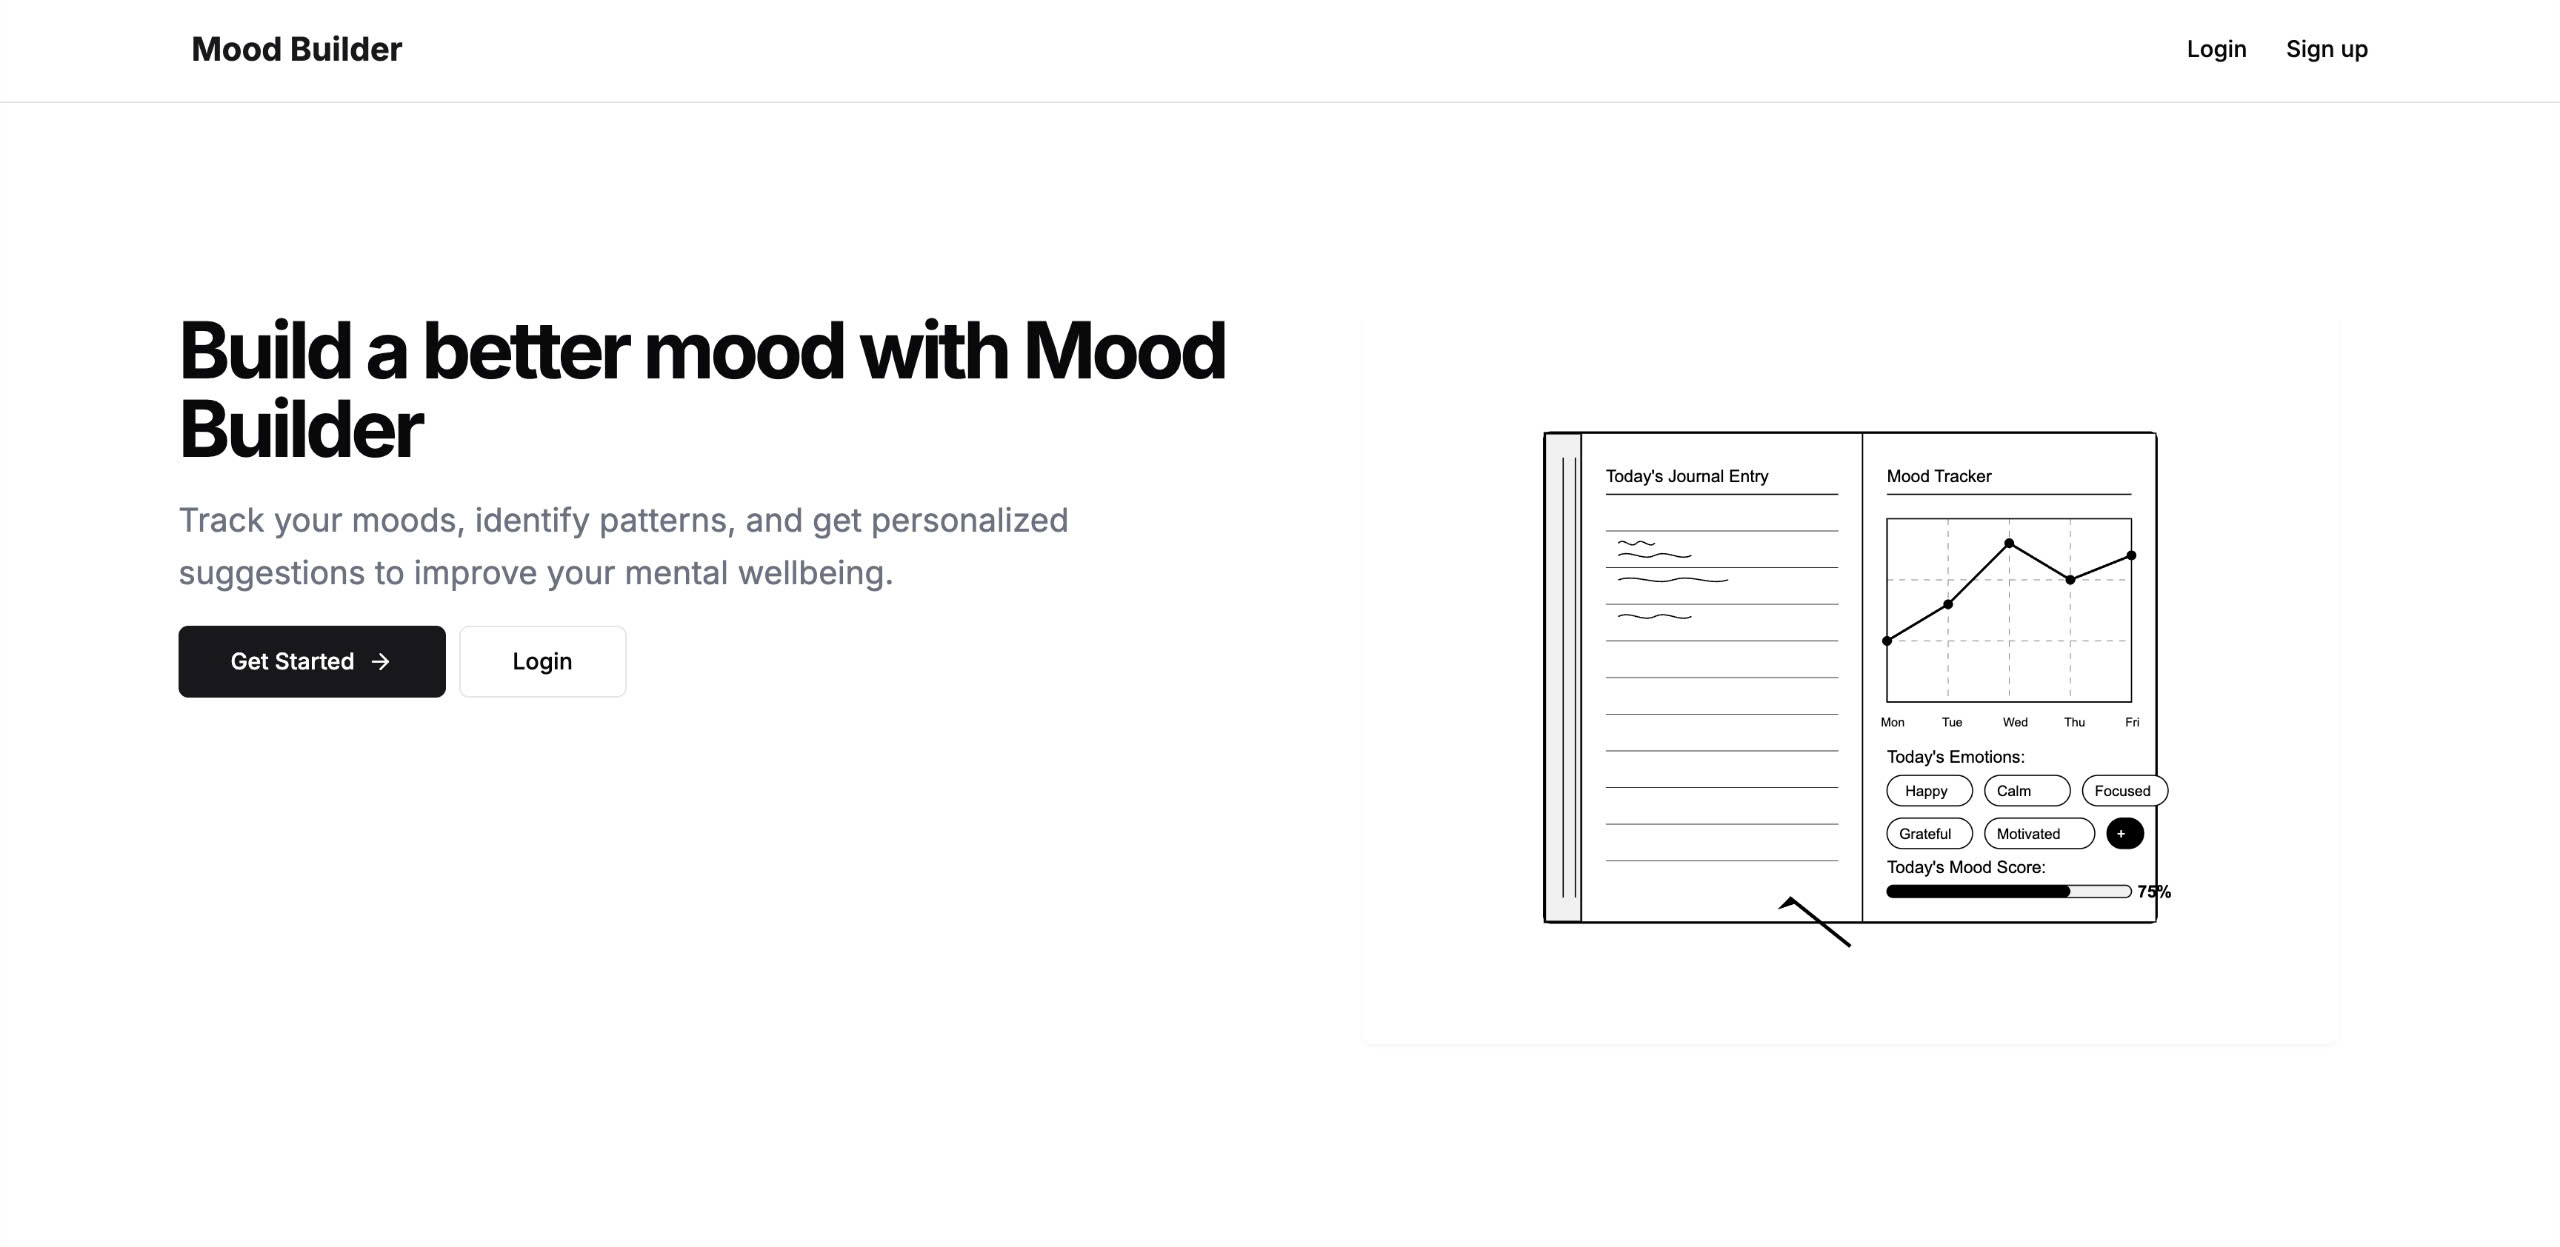 Mood Builder
Login
Sign up
Build a better mood with Mood
Builder
Track your moods, identify patterns, and get personalized
suggestions to improve your mental wellbeing.
Get Started →
Login
Today's Journal Entry
Mood Tracker
Mon Tue Wed Thu Fri
Today's Emotions:
Happy Calm Focused
Grateful Motivated +
Today's Mood Score:
75%